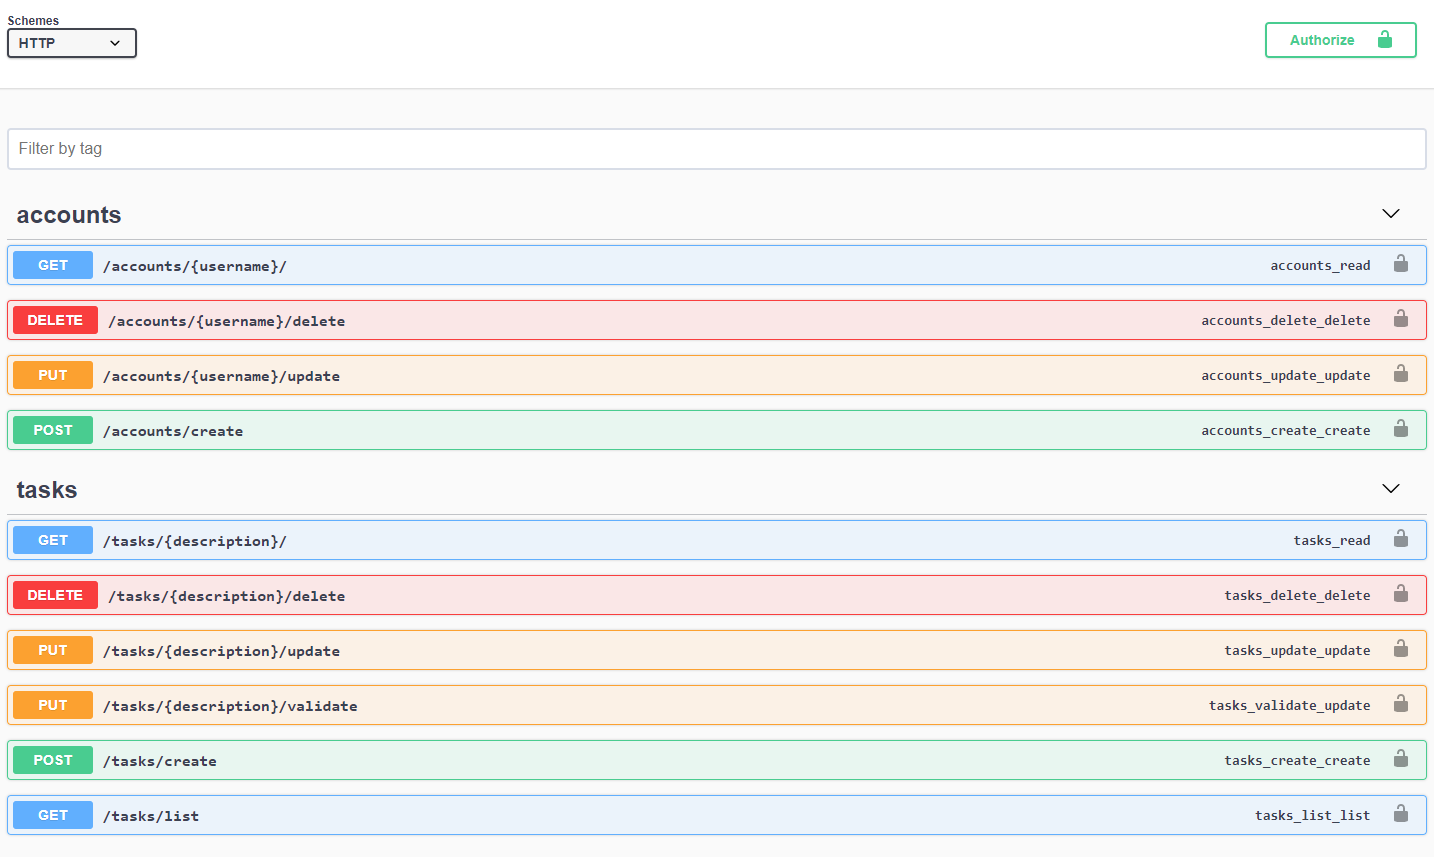 Schemes
HTTP
Authorize
Filter by tag
accounts
GET /accounts/{username}/ accounts_read
DELETE /accounts/{username}/delete accounts_delete_delete
PUT /accounts/{username}/update accounts_update_update
POST /accounts/create accounts_create_create
tasks
GET /tasks/{description}/ tasks_read
DELETE /tasks/{description}/delete tasks_delete_delete
PUT /tasks/{description}/update tasks_update_update
PUT /tasks/{description}/validate tasks_validate_update
POST /tasks/create tasks_create_create
GET /tasks/list tasks_list_list